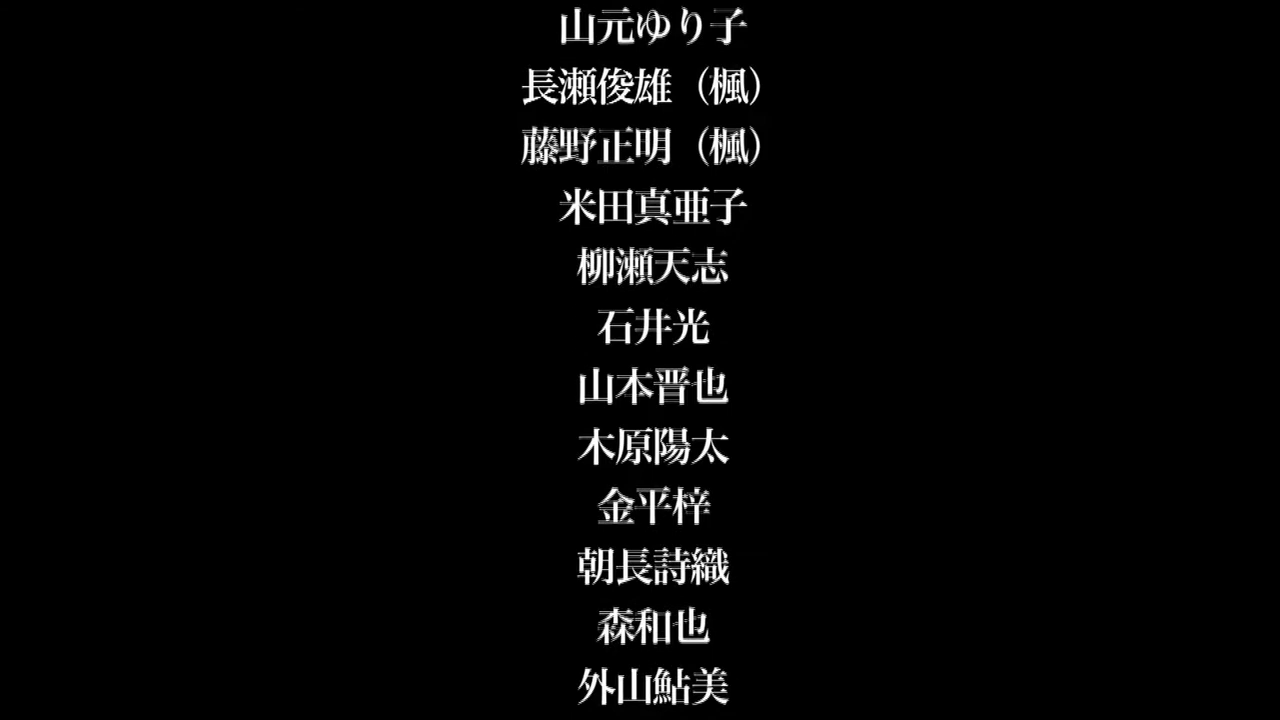 山元ゆり子
長瀬俊雄（楓）
藤野正明（楓）
米田真亜子
柳瀬天志
石井光
山本晋也
木原陽太
金平梓
朝長詩織
森和也
外山鮎美